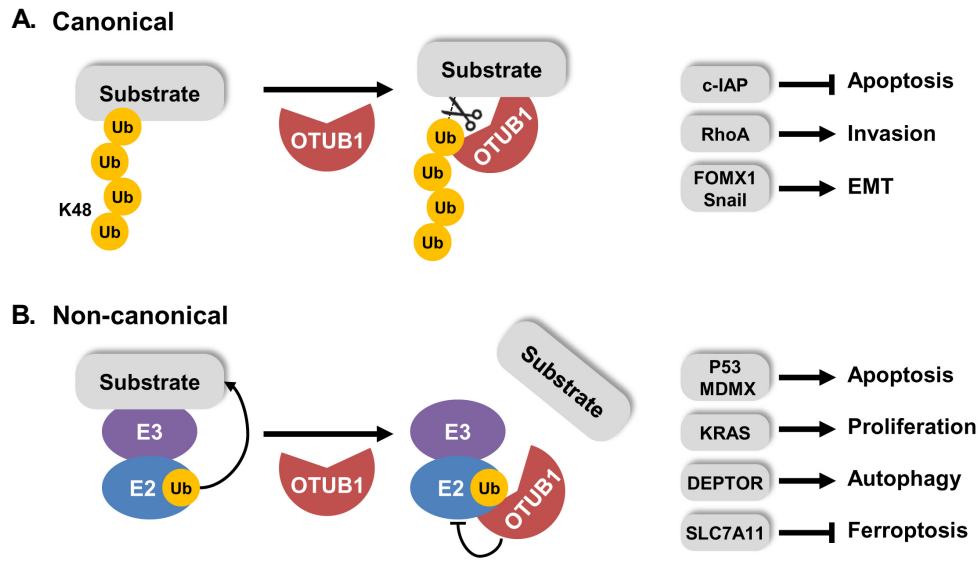 A. Canonical
Substrate
Ub
Ub
Ub
K48
Ub
OTUB1
Substrate
Ub
OTUB1
Ub
Ub
Ub
c-IAP
Apoptosis
RhoA
Invasion
FOMX1
Snail
EMT
B. Non-canonical
Substrate
E3
E2
Ub
OTUB1
Substrate
E3
E2
Ub
OTUB1
P53
MDMX
Apoptosis
KRAS
Proliferation
DEPTOR
Autophagy
SLC7A11
Ferroptosis